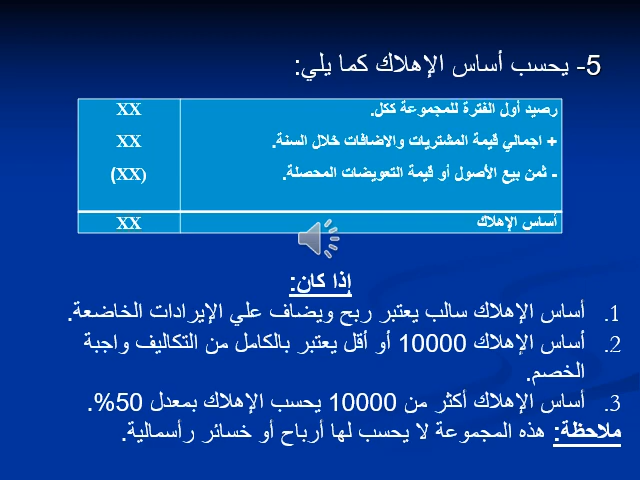 5- يحسب أساس الإهلاك كما يلي:
رصيد أول الفترة للمجموعة ككل. XX
+ اجمالي قيمة المشتريات والاضافات خلال السنة. XX
- ثمن بيع الأصول أو قيمة التعويضات المحصلة. (XX)
أساس الإهلاك XX
إذا كان:
1. أساس الإهلاك سالب يعتبر ربح ويضاف علي الإيرادات الخاضعة.
2. أساس الإهلاك 10000 أو أقل يعتبر بالكامل من التكاليف واجبة
الخصم.
3. أساس الإهلاك أكثر من 10000 يحسب الإهلاك بمعدل 50%.
ملاحظة: هذه المجموعة لا يحسب لها أرباح أو خسائر رأسمالية.